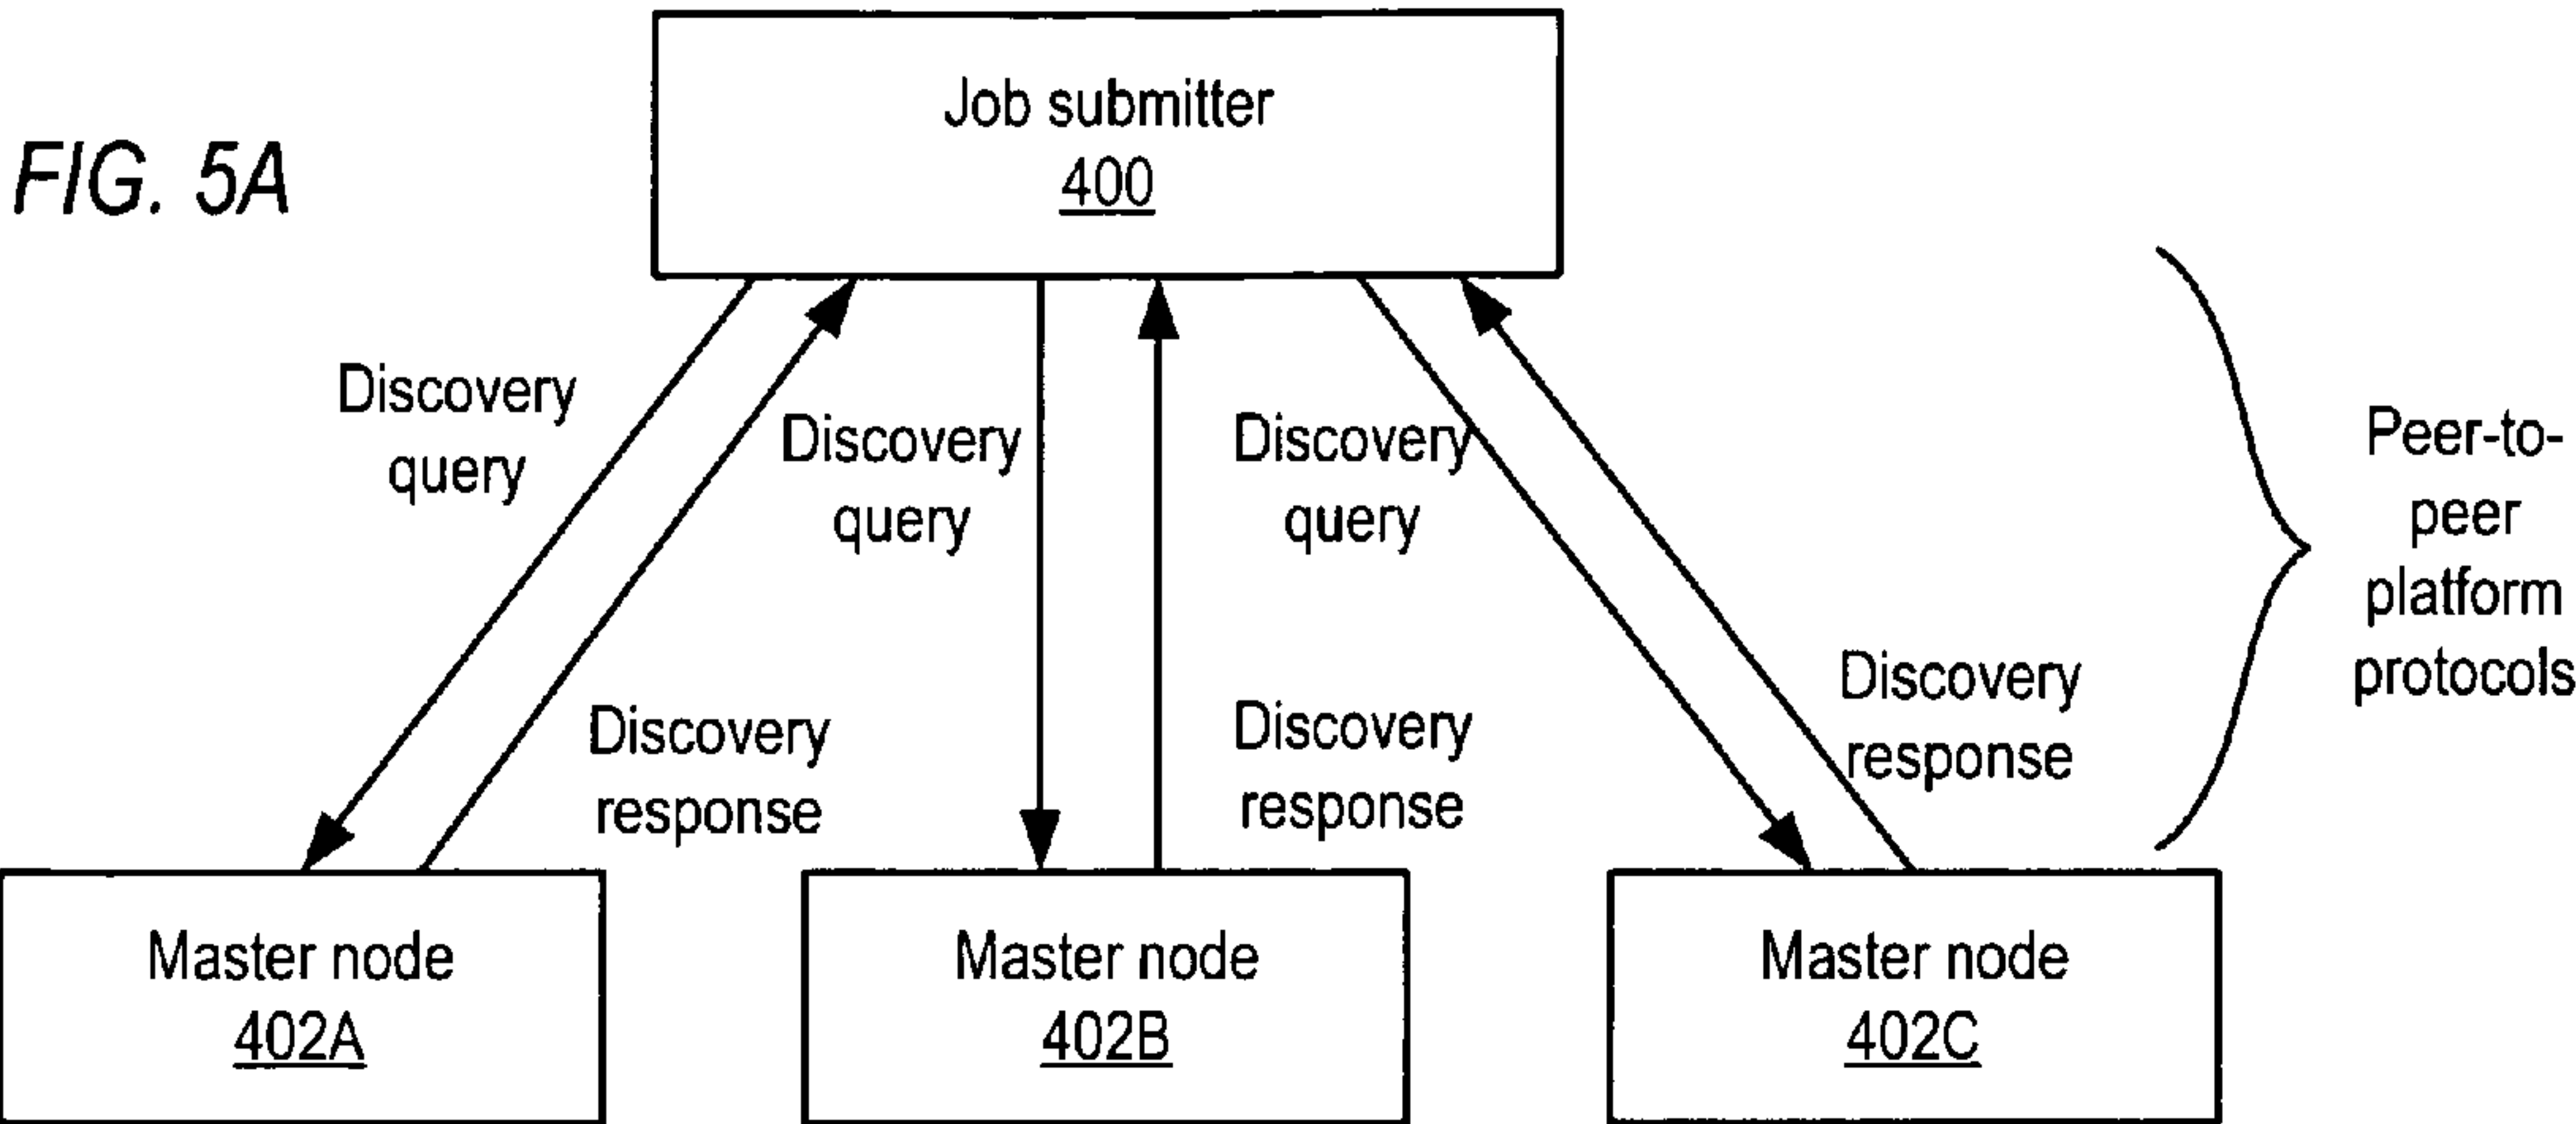 FIG. 5A
Job submitter
400
Discovery
query
Discovery
query
Discovery
query
Peer-to-
peer
platform
protocols
Discovery
response
Discovery
response
Discovery
response
Master node
402A
Master node
402B
Master node
402C